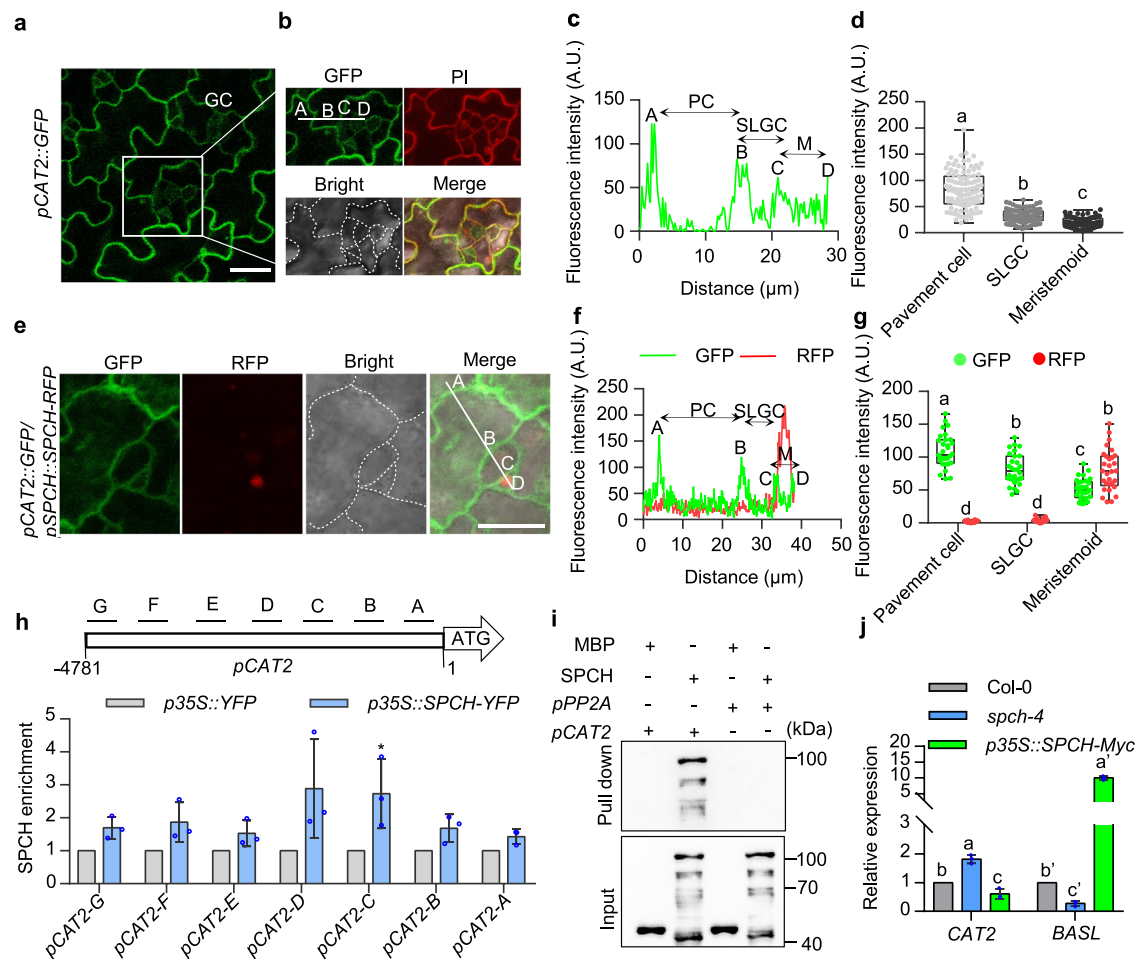 a
pCAT2::GFP
GC
b
GFP PI
A B C D
Bright Merge
c
Fluorescence intensity (A.U.)
150
100
50
0
0 10 20 30
Distance (μm)
A PC SLGC B M C D
d
Fluorescence intensity (A.U.)
250
200
150
100
50
0
a b c
Pavement cell SLGC Meristemoid
e
pCAT2::GFP/
pSPCH::SPCH-RFP
GFP RFP Bright Merge
A
B
C
D
f
GFP RFP
Fluorescence intensity (A.U.)
250
200
150
100
50
0
0 10 20 30 40 50
Distance (μm)
A PC SLGC B M C D
g
GFP RFP
Fluorescence intensity (A.U.)
200
150
100
50
0
a d b d c b
Pavement cell SLGC Meristemoid
h
G F E D C B A
ATG
–4781 pCAT2 1
p35S::YFP p35S::SPCH-YFP
SPCH enrichment
5
4
3
2
1
0
*
pCAT2-G pCAT2-F pCAT2-E pCAT2-D pCAT2-C pCAT2-B pCAT2-A
i
MBP + - + -
SPCH - + - +
pPP2A - - + +
pCAT2 + + - -
(kDa)
Pull down
100
Input
100
70
40
j
Col-0
spch-4
p35S::SPCH-Myc
Relative expression
20
15
10
5
3
2
1
0
b a c b' c' a'
CAT2 BASL